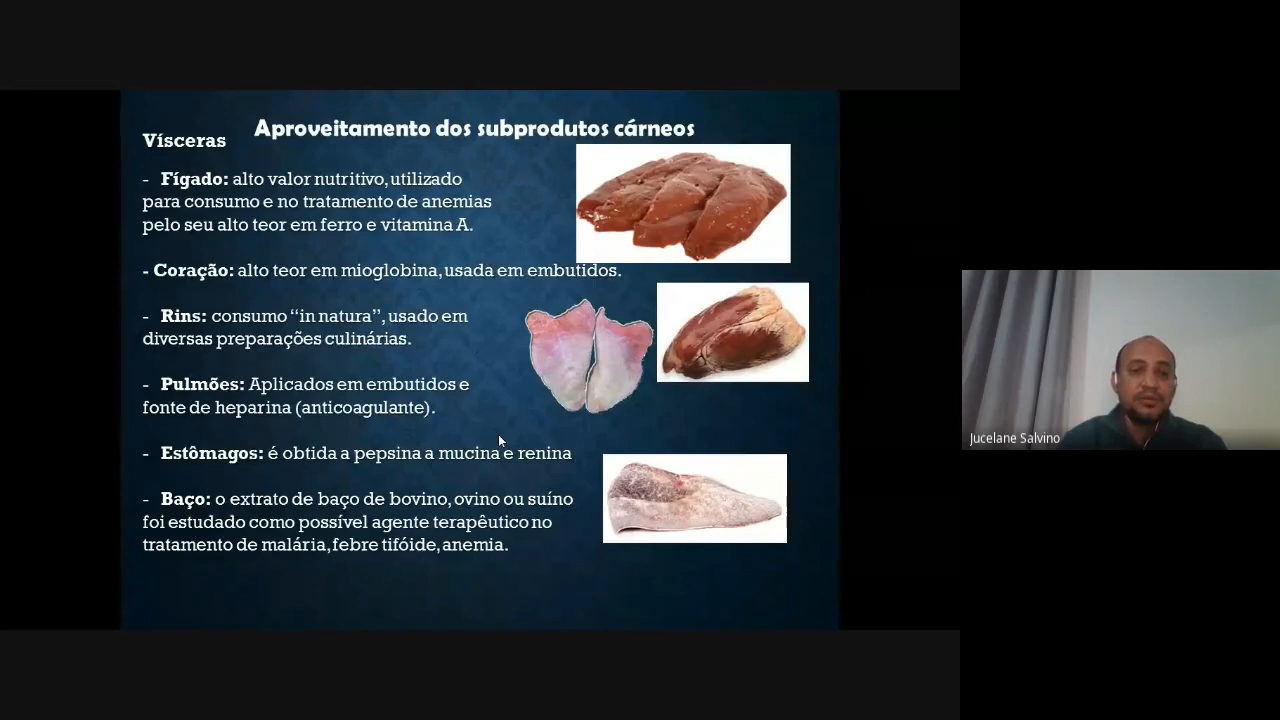 Aproveitamento dos subprodutos cárneos
Vísceras
- Fígado: alto valor nutritivo, utilizado
para consumo e no tratamento de anemias
pelo seu alto teor em ferro e vitamina A.
- Coração: alto teor em mioglobina, usada em embutidos.
- Rins: consumo “in natura”, usado em
diversas preparações culinárias.
- Pulmões: Aplicados em embutidos e
fonte de heparina (anticoagulante).
- Estômagos: é obtida a pepsina a mucina e renina
- Baço: o extrato de baço de bovino, ovino ou suíno
foi estudado como possível agente terapêutico no
tratamento de malária, febre tifóide, anemia.
Jucelane Salvino